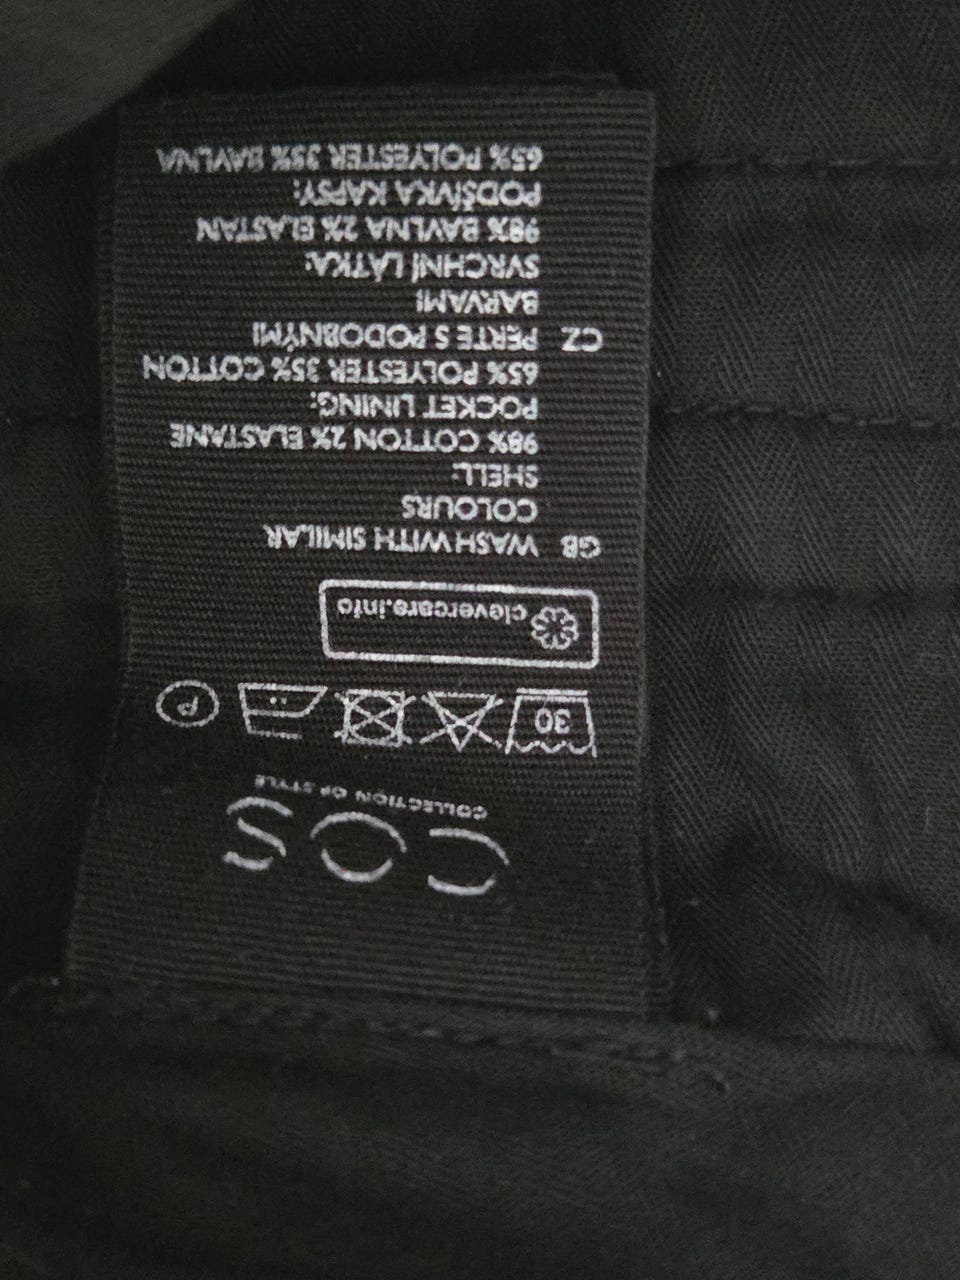 COS
COLLECTION OF STYLE
30 P
clevercare.info
GB WASH WITH SIMILAR
COLOURS
SHELL:
98% COTTON 2% ELASTANE
POCKET LINING:
65% POLYESTER 35% COTTON
CZ PERTE S PODOBNÝMI
BARVAMI
SVRCHNÍ LÁTKA:
98% BAVLNA 2% ELASTAN
PODŠÍVKA KAPSY:
65% POLYESTER 35% BAVLNA